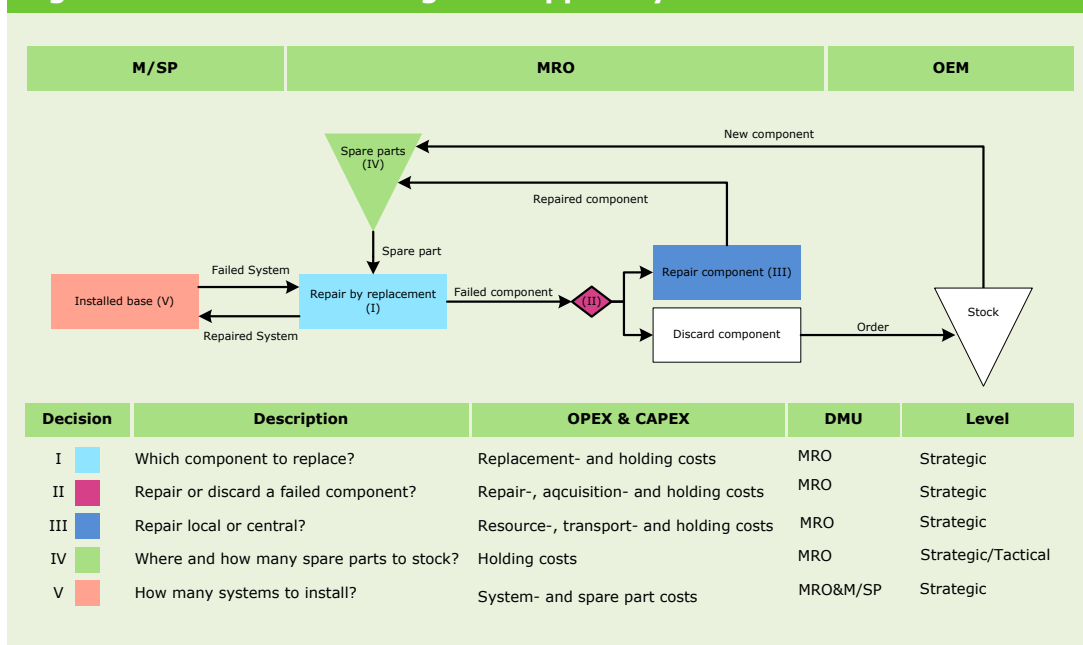 M/SP MRO OEM
New component
Spare parts
(IV)
Repaired component
Spare part
Failed System
Installed base (V)
Repaired System
Repair by replacement
(I)
Failed component
(II)
Repair component (III)
Discard component
Order
Stock
Decision Description OPEX & CAPEX DMU Level
I Which component to replace? Replacement- and holding costs MRO Strategic
II Repair or discard a failed component? Repair-, aqcuisition- and holding costs MRO Strategic
III Repair local or central? Resource-, transport- and holding costs MRO Strategic
IV Where and how many spare parts to stock? Holding costs MRO Strategic/Tactical
V How many systems to install? System- and spare part costs MRO&M/SP Strategic